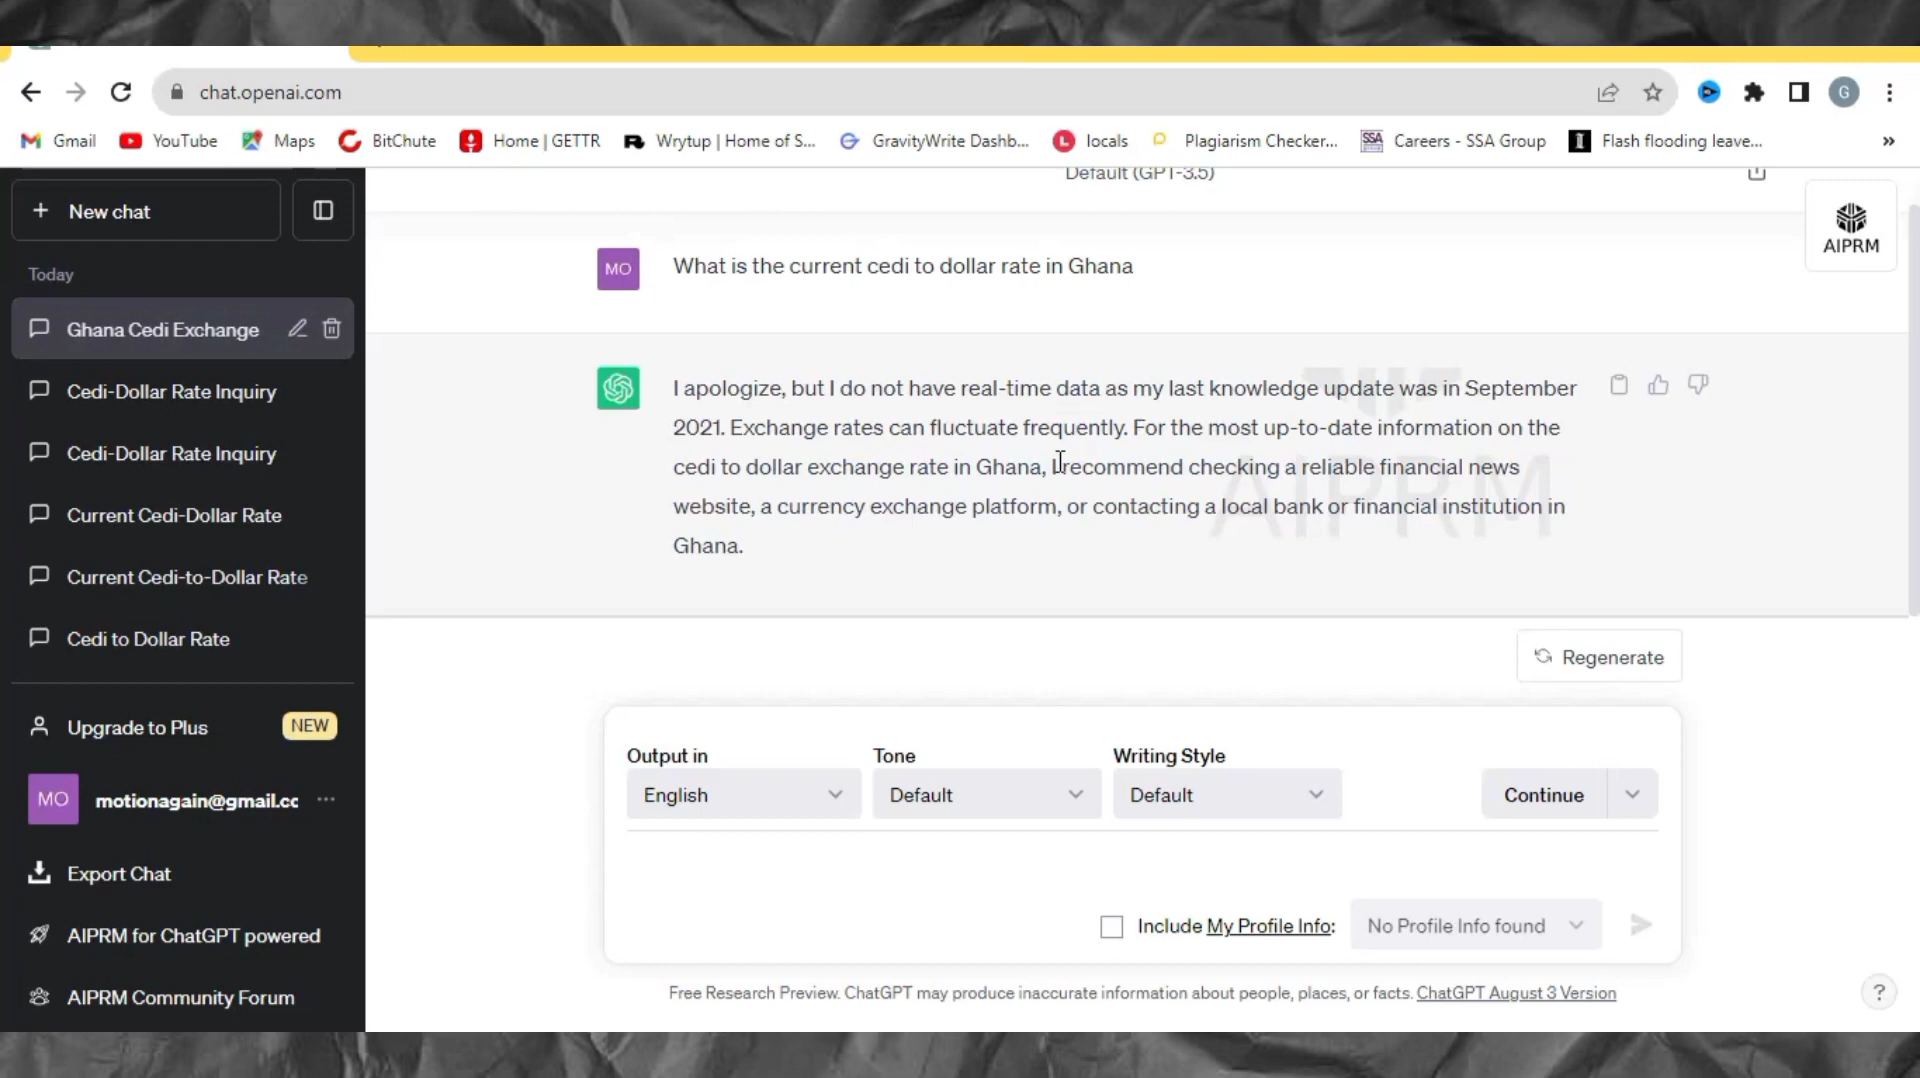 chat.openai.com
Gmail YouTube Maps BitChute Home | GETTR Wrytup | Home of S... GravityWrite Dashb... locals Plagiarism Checker... Careers - SSA Group Flash flooding leave... »
Default (GPT-3.5)
+ New chat
AIPRM
Today
MO What is the current cedi to dollar rate in Ghana
Ghana Cedi Exchange
Cedi-Dollar Rate Inquiry
Cedi-Dollar Rate Inquiry
Current Cedi-Dollar Rate
Current Cedi-to-Dollar Rate
Cedi to Dollar Rate
I apologize, but I do not have real-time data as my last knowledge update was in September
2021. Exchange rates can fluctuate frequently. For the most up-to-date information on the
cedi to dollar exchange rate in Ghana, I recommend checking a reliable financial news
website, a currency exchange platform, or contacting a local bank or financial institution in
Ghana.
AIPRM
Regenerate
Upgrade to Plus NEW
MO motionagain@gmail.cc ...
Export Chat
AIPRM for ChatGPT powered
AIPRM Community Forum
Output in Tone Writing Style
English Default Default Continue
Include My Profile Info: No Profile Info found
Free Research Preview. ChatGPT may produce inaccurate information about people, places, or facts. ChatGPT August 3 Version
?
G
SSA